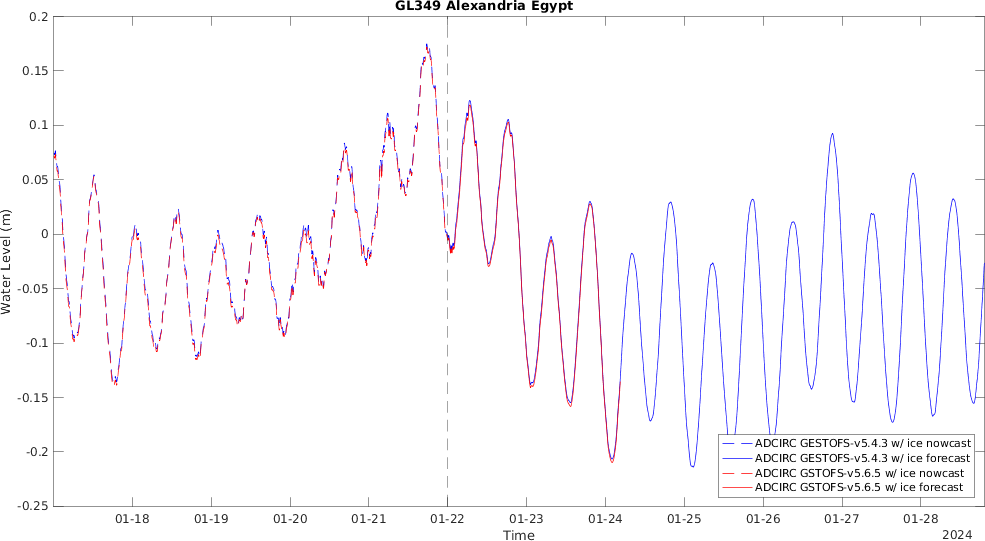 GL349 Alexandria Egypt
0.2
0.15
0.1
0.05
0
-0.05
-0.1
-0.15
-0.2
-0.25
Water Level (m)
ADCIRC GESTOFS-v5.4.3 w/ ice nowcast
ADCIRC GESTOFS-v5.4.3 w/ ice forecast
ADCIRC GSTOFS-v5.6.5 w/ ice nowcast
ADCIRC GSTOFS-v5.6.5 w/ ice forecast
01-18 01-19 01-20 01-21 01-22 01-23 01-24 01-25 01-26 01-27 01-28
Time
2024